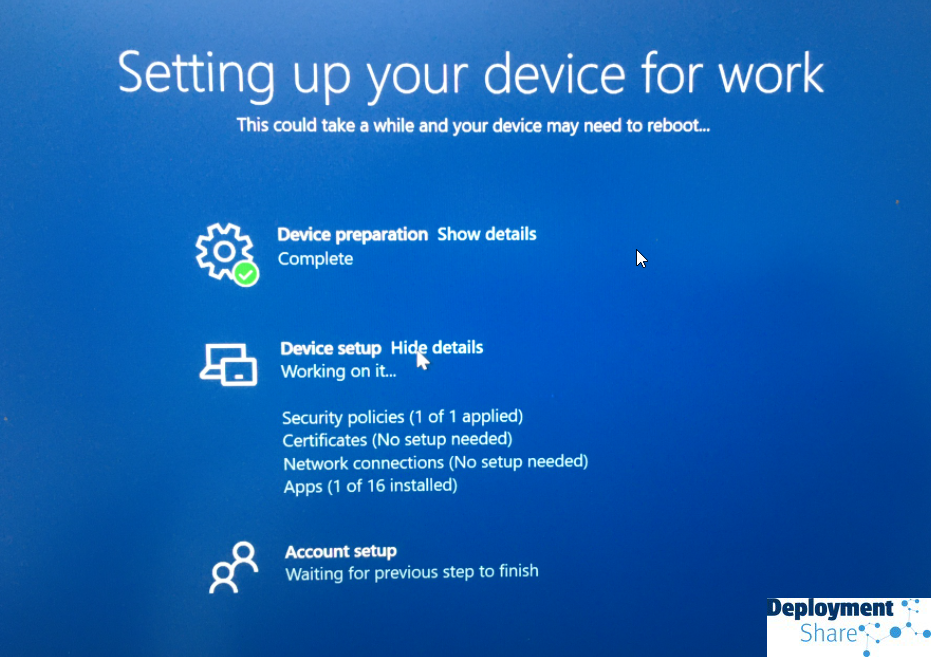 Setting up your device for work
This could take a while and your device may need to reboot...
Device preparation Show details
Complete
Device setup Hide details
Working on it...
Security policies (1 of 1 applied)
Certificates (No setup needed)
Network connections (No setup needed)
Apps (1 of 16 installed)
Account setup
Waiting for previous step to finish
Deployment
Share